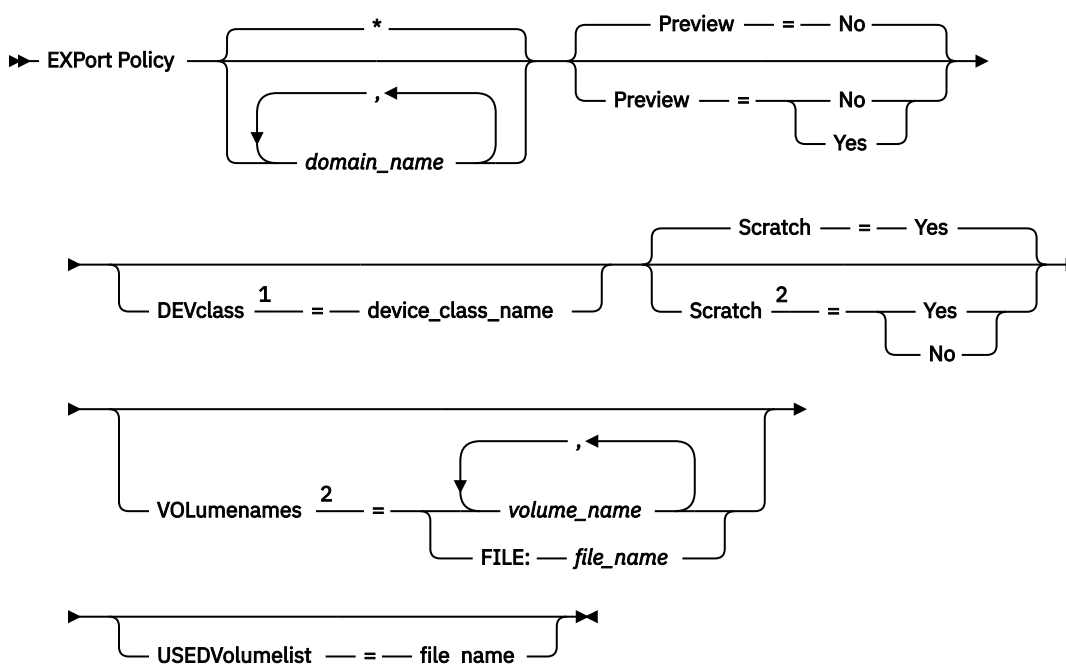 *
Preview = No
EXPort Policy
,
Preview = No
Yes
domain_name
Scratch = Yes
DEVclass 1 = device_class_name
Scratch 2 = Yes
No
,
VOLumenames 2 = volume_name
FILE: file_name
USEDVolumelist = file_name